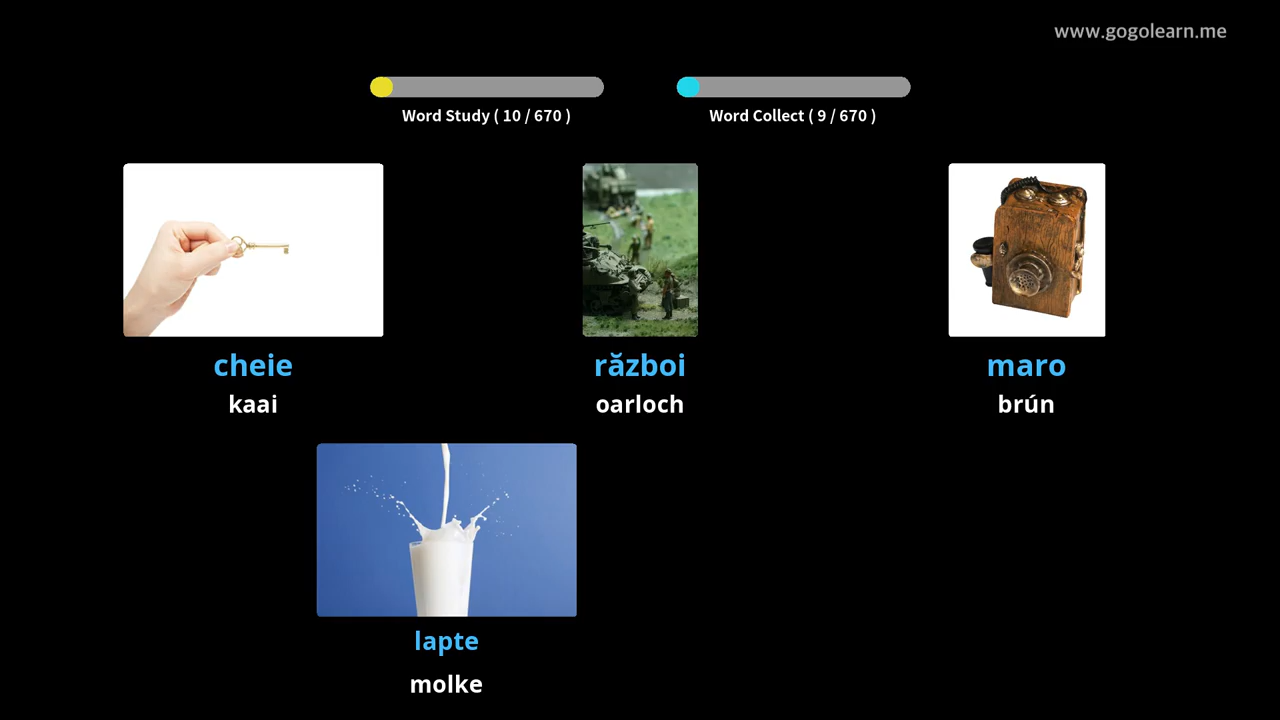 www.gogolearn.me
Word Study ( 10 / 670 )
Word Collect ( 9 / 670 )
cheie
kaai
război
oarloch
maro
brún
lapte
molke